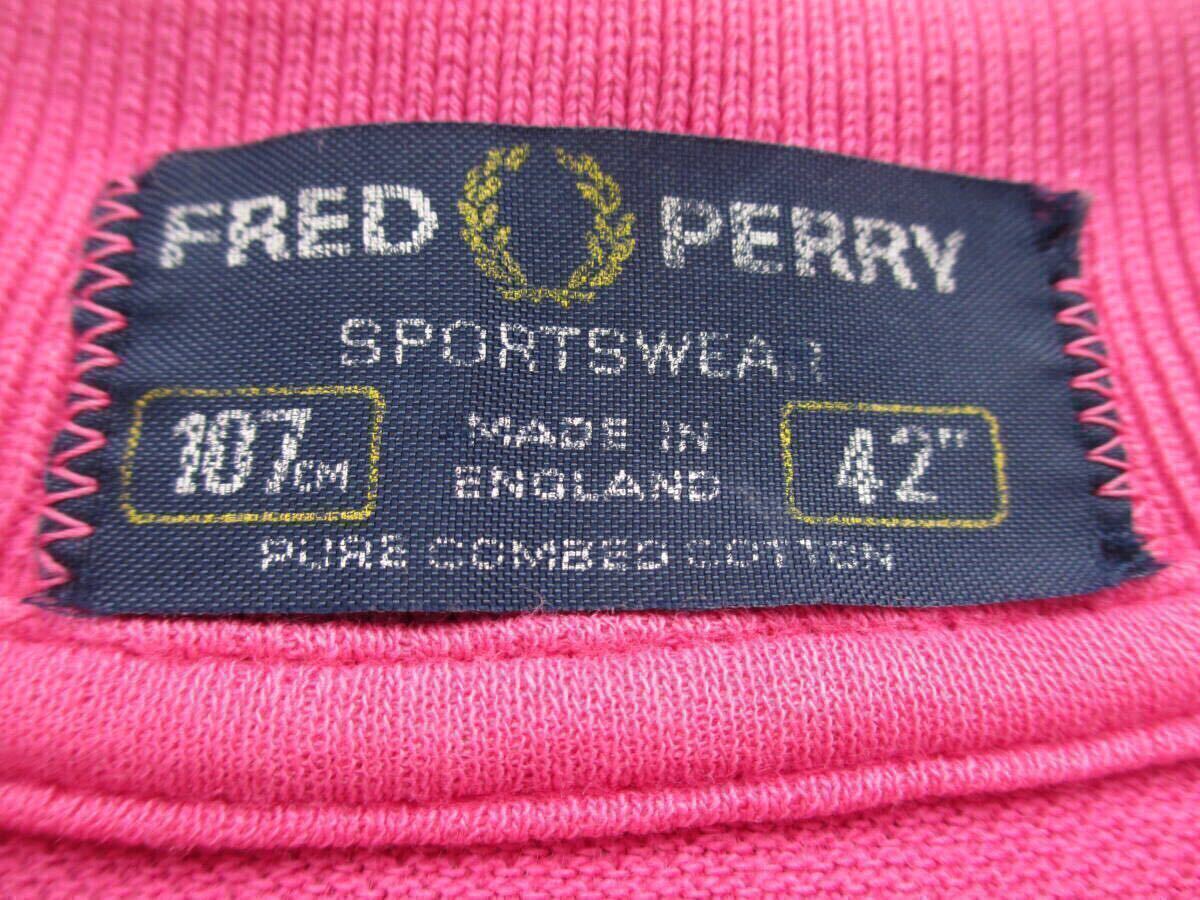 FRED PERRY
SPORTSWEAR
107CM MADE IN ENGLAND 42"
PURE COMBED COTTON